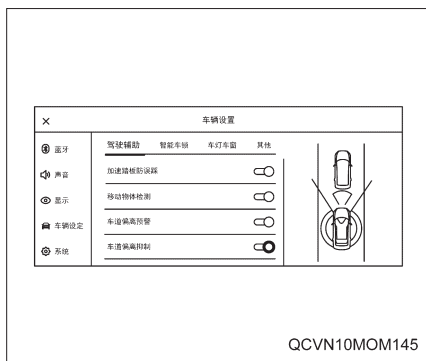 车辆设置
蓝牙
声音
显示
车辆设定
系统
驾驶辅助 智能车锁 车灯车窗 其他
加速踏板防误踩
移动物体检测
车道偏离预警
车道偏离抑制
QCVN10MOM145